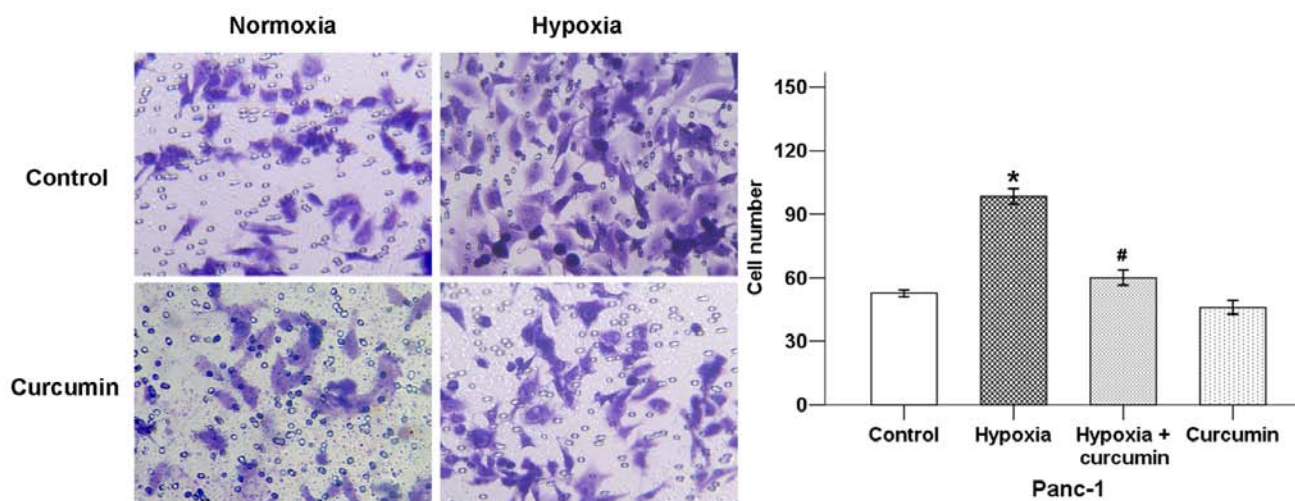 Normoxia
Hypoxia
Control
Curcumin
150
120
90
60
30
0
Cell number
*
#
Control
Hypoxia
Hypoxia +
curcumin
Curcumin
Panc-1